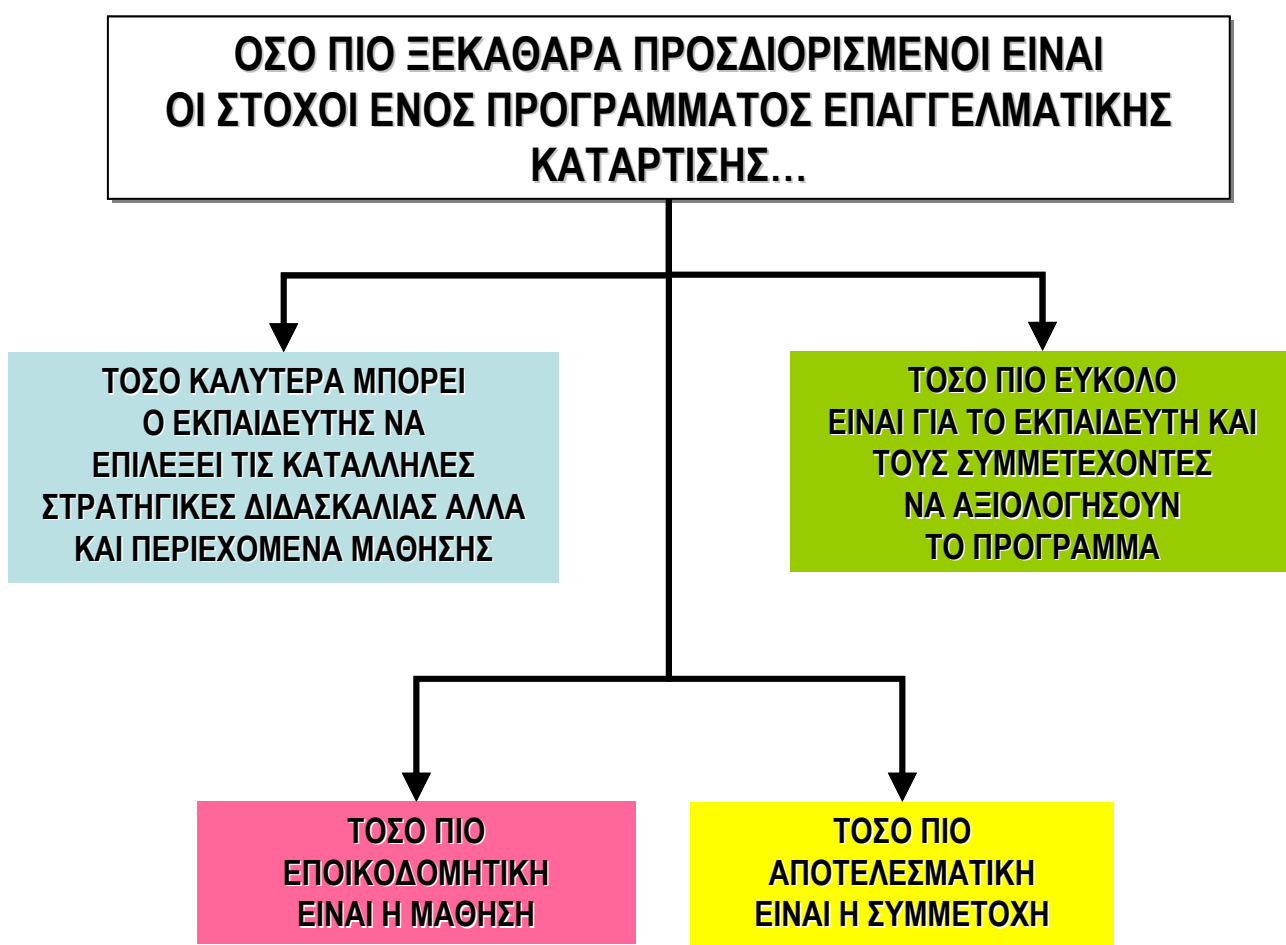 ΟΣΟ ΠΙΟ ΞΕΚΑΘΑΡΑ ΠΡΟΣΔΙΟΡΙΣΜΕΝΟΙ ΕΙΝΑΙ
ΟΙ ΣΤΟΧΟΙ ΕΝΟΣ ΠΡΟΓΡΑΜΜΑΤΟΣ ΕΠΑΓΓΕΛΜΑΤΙΚΗΣ
ΚΑΤΑΡΤΙΣΗΣ…
ΤΟΣΟ ΚΑΛΥΤΕΡΑ ΜΠΟΡΕΙ
Ο ΕΚΠΑΙΔΕΥΤΗΣ ΝΑ
ΕΠΙΛΕΞΕΙ ΤΙΣ ΚΑΤΑΛΛΗΛΕΣ
ΣΤΡΑΤΗΓΙΚΕΣ ΔΙΔΑΣΚΑΛΙΑΣ ΑΛΛΑ
ΚΑΙ ΠΕΡΙΕΧΟΜΕΝΑ ΜΑΘΗΣΗΣ
ΤΟΣΟ ΠΙΟ ΕΥΚΟΛΟ
ΕΙΝΑΙ ΓΙΑ ΤΟ ΕΚΠΑΙΔΕΥΤΗ ΚΑΙ
ΤΟΥΣ ΣΥΜΜΕΤΕΧΟΝΤΕΣ
ΝΑ ΑΞΙΟΛΟΓΗΣΟΥΝ
ΤΟ ΠΡΟΓΡΑΜΜΑ
ΤΟΣΟ ΠΙΟ
ΕΠΟΙΚΟΔΟΜΗΤΙΚΗ
ΕΙΝΑΙ Η ΜΑΘΗΣΗ
ΤΟΣΟ ΠΙΟ
ΑΠΟΤΕΛΕΣΜΑΤΙΚΗ
ΕΙΝΑΙ Η ΣΥΜΜΕΤΟΧΗ